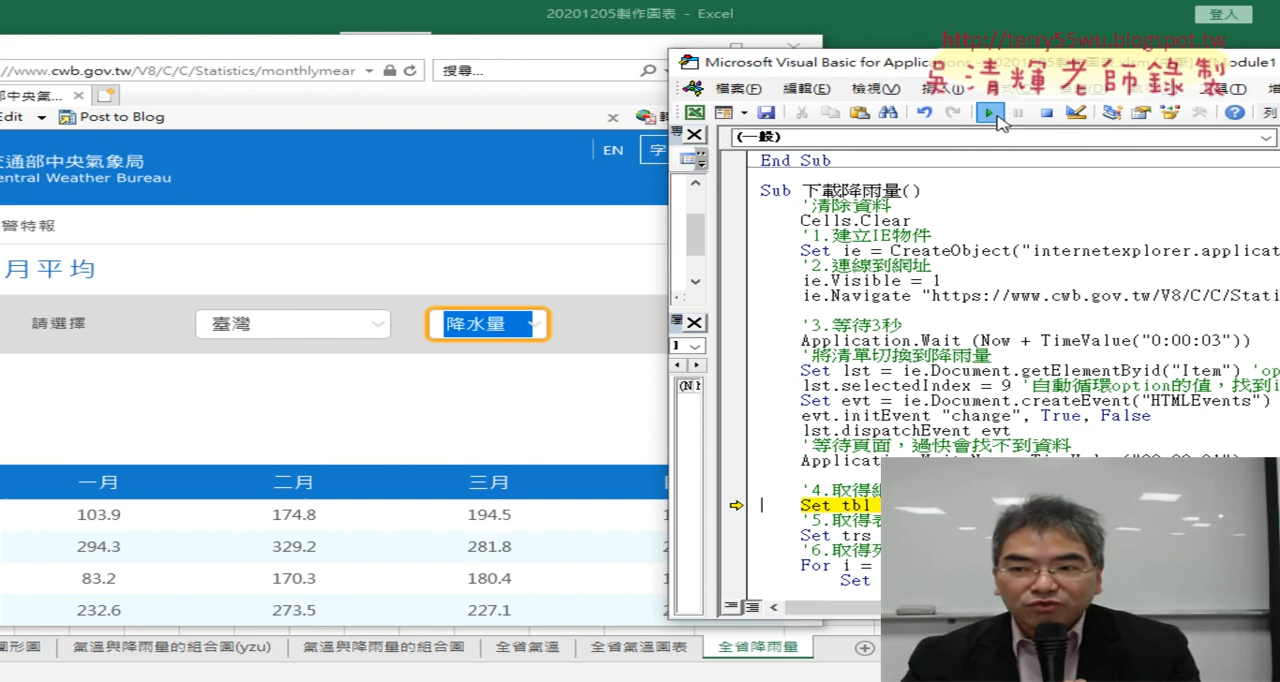 20201205製作圖表 - Excel
登入
http://terry55wu.blogspot.tw
吳清輝老師錄製
//www.cwb.gov.tw/V8/C/C/Statistics/monthlymear
搜尋...
部中央氣...
Edit
Post to Blog
交通部中央氣象局
entral Weather Bureau
EN
字
警特報
月平均
請選擇
臺灣
降水量
一月 二月 三月
103.9 174.8 194.5
294.3 329.2 281.8
83.2 170.3 180.4
232.6 273.5 227.1
圖形圖
氣溫與降雨量的組合圖(yzu)
氣溫與降雨量的組合圖
全省氣溫
全省氣溫圖表
全省降雨量
Microsoft Visual Basic for Applications
檔案(F) 編輯(E) 檢視(V)
(一般)
End Sub
Sub 下載降雨量()
'清除資料
Cells.Clear
'1.建立IE物件
Set ie = CreateObject("internetexplorer.applicat
'2.連線到網址
ie.Visible = 1
ie.Navigate "https://www.cwb.gov.tw/V8/C/C/Stati
'3.等待3秒
Application.Wait (Now + TimeValue("0:00:03"))
'將清單切換到降雨量
Set lst = ie.Document.getElementByid("Item") 'op
lst.selectedIndex = 9 '自動循環option的值，找到i
Set evt = ie.Document.createEvent("HTMLEvents")
evt.initEvent "change", True, False
lst.dispatchEvent evt
'等待頁面，過快會找不到資料
'4.取得
Set tbl
'5.取得
Set trs
'6.取得
For i =
Set